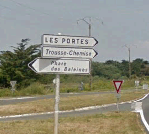 LES PORTES
Trousse-Chemise
Phare
des Baleines